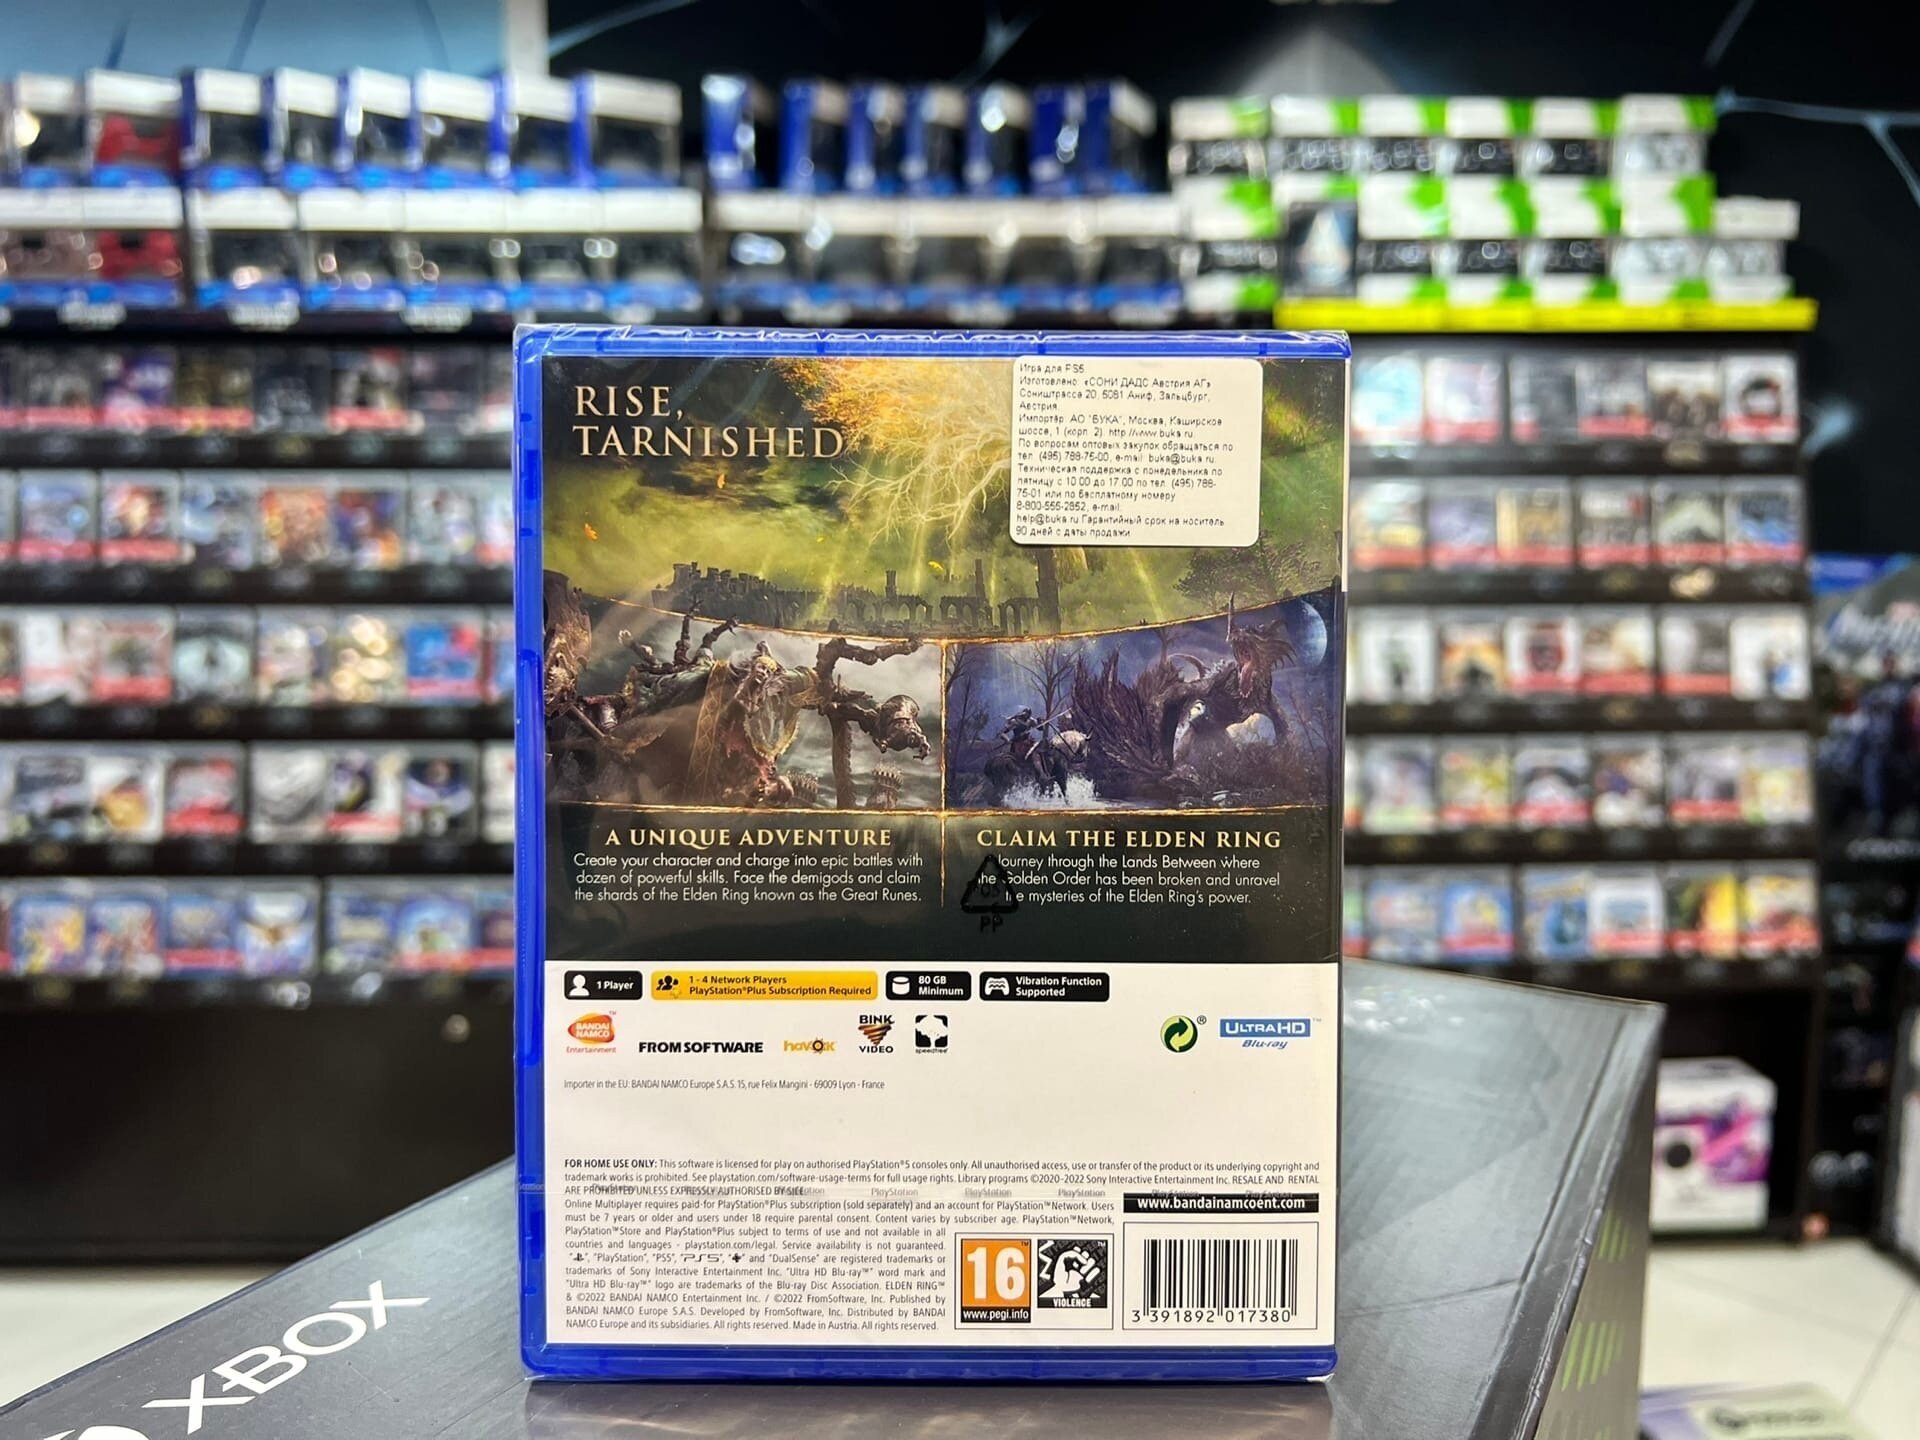 RISE,
TARNISHED
Игра для PS5
Изготовлено: «СОНИ ДАДС Австрия АГ»
Соништрассе 20, 5081 Аниф, Зальцбург,
Австрия.
Импортёр: АО "БУКА", Москва, Каширское
шоссе, 1 (корп. 2). http://www.buka.ru.
По вопросам оптовых закупок обращаться по
тел. (495) 788-75-00, e-mail: buka@buka.ru.
Техническая поддержка с понедельника по
пятницу с 10.00 до 17.00 по тел. (495) 788-
75-01 или по бесплатному номеру
8-800-555-2852, e-mail:
help@buka.ru Гарантийный срок на носитель
90 дней с даты продажи.
A UNIQUE ADVENTURE
Create your character and charge into epic battles with
dozen of powerful skills. Face the demigods and claim
the shards of the Elden Ring known as the Great Runes.
CLAIM THE ELDEN RING
Journey through the Lands Between where
the Golden Order has been broken and unravel
the mysteries of the Elden Ring's power.
PP
1 Player
1 - 4 Network Players
PlayStation®Plus Subscription Required
80 GB
Minimum
Vibration Function
Supported
BANDAI
NAMCO
Entertainment
FROMSOFTWARE
havok
BINK
VIDEO
speedtree
ULTRA HD
Blu-ray
Importer in the EU: BANDAI NAMCO Europe S.A.S. 15, rue Felix Mangini - 69009 Lyon - France
FOR HOME USE ONLY: This software is licensed for play on authorised PlayStation®5 consoles only. All unauthorised access, use or transfer of the product or its underlying copyright and
trademark works is prohibited. See playstation.com/software-usage-terms for full usage rights. Library programs ©2020-2022 Sony Interactive Entertainment Inc. RESALE AND RENTAL
ARE PROHIBITED UNLESS EXPRESSLY AUTHORISED BY SIEE.
PlayStation PlayStation PlayStation
Online Multiplayer requires paid-for PlayStation®Plus subscription (sold separately) and an account for PlayStation™Network. Users
must be 7 years or older and users under 18 require parental consent. Content varies by subscriber age. PlayStation™Network,
PlayStation™Store and PlayStation®Plus subject to terms of use and not available in all
countries and languages - playstation.com/legal. Service availability is not guaranteed.
"PlayStation", "PS5", "PS5", and "DualSense" are registered trademarks or
trademarks of Sony Interactive Entertainment Inc. "Ultra HD Blu-ray™" word mark and
"Ultra HD Blu-ray™" logo are trademarks of the Blu-ray Disc Association. ELDEN RING™
& ©2022 BANDAI NAMCO Entertainment Inc. / ©2022 FromSoftware, Inc. Published by
BANDAI NAMCO Europe S.A.S. Developed by FromSoftware, Inc. Distributed by BANDAI
NAMCO Europe and its subsidiaries. All rights reserved. Made in Austria. All rights reserved.
www.bandainamcoent.com
16
www.pegi.info
VIOLENCE
3 391892 017380
XBOX